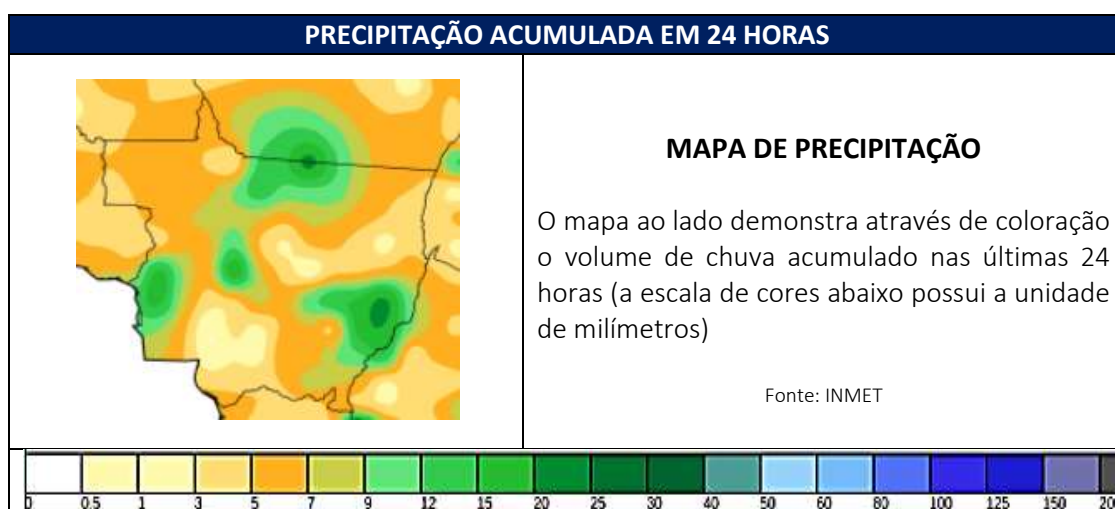 PRECIPITAÇÃO ACUMULADA EM 24 HORAS
MAPA DE PRECIPITAÇÃO
O mapa ao lado demonstra através de coloração
o volume de chuva acumulado nas últimas 24
horas (a escala de cores abaixo possui a unidade
de milímetros)
Fonte: INMET
0 0.5 1 3 5 7 9 12 15 20 25 30 40 50 60 80 100 125 150